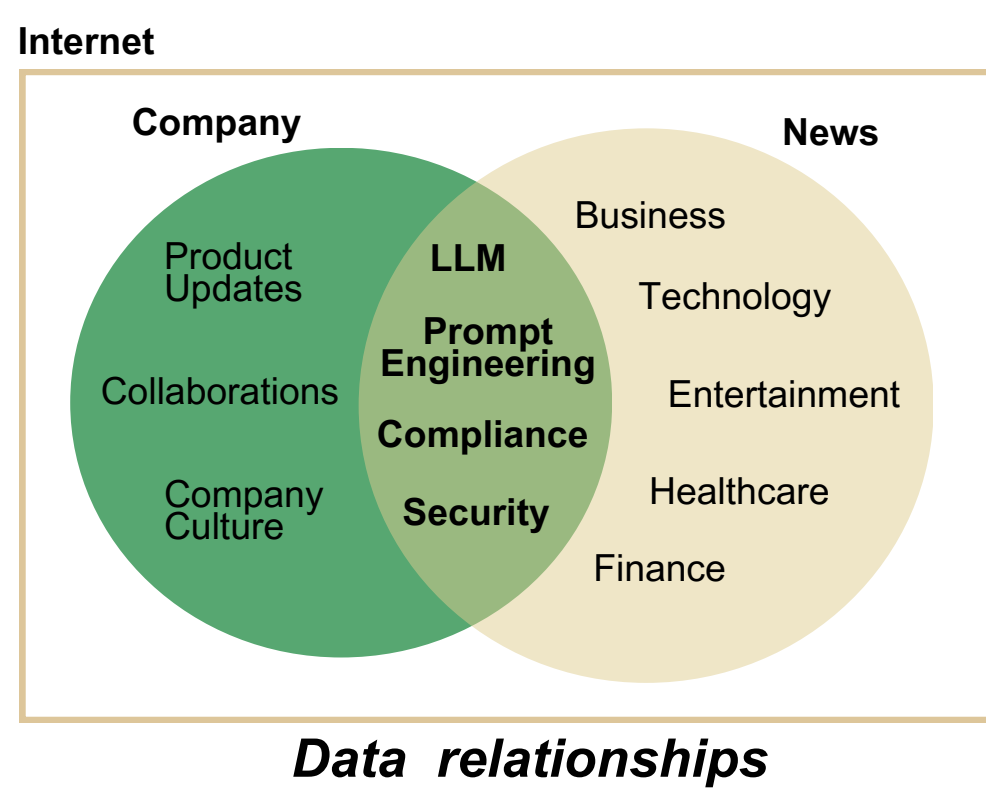 Internet
Company
News
Product
Updates
Collaborations
Company
Culture
LLM
Prompt
Engineering
Compliance
Security
Business
Technology
Entertainment
Healthcare
Finance
Data relationships